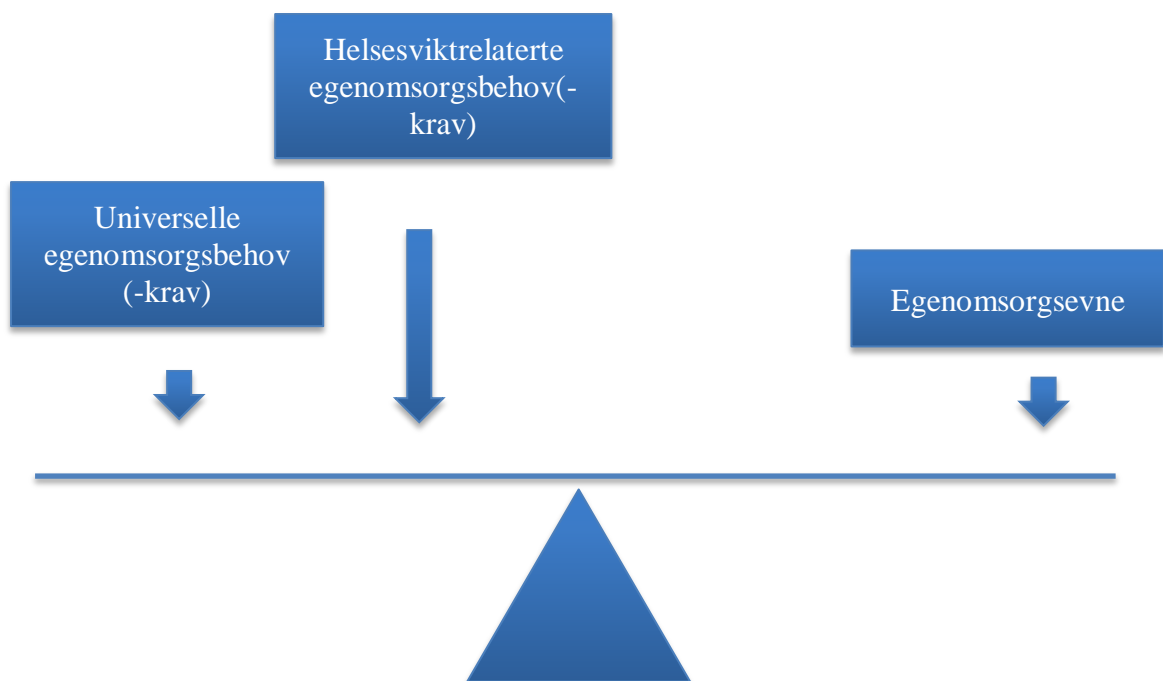 Helsesviktrelaterte
egenomsorgsbehov(-
krav)
Universelle
egenomsorgsbehov
(-krav)
Egenomsorgsevne